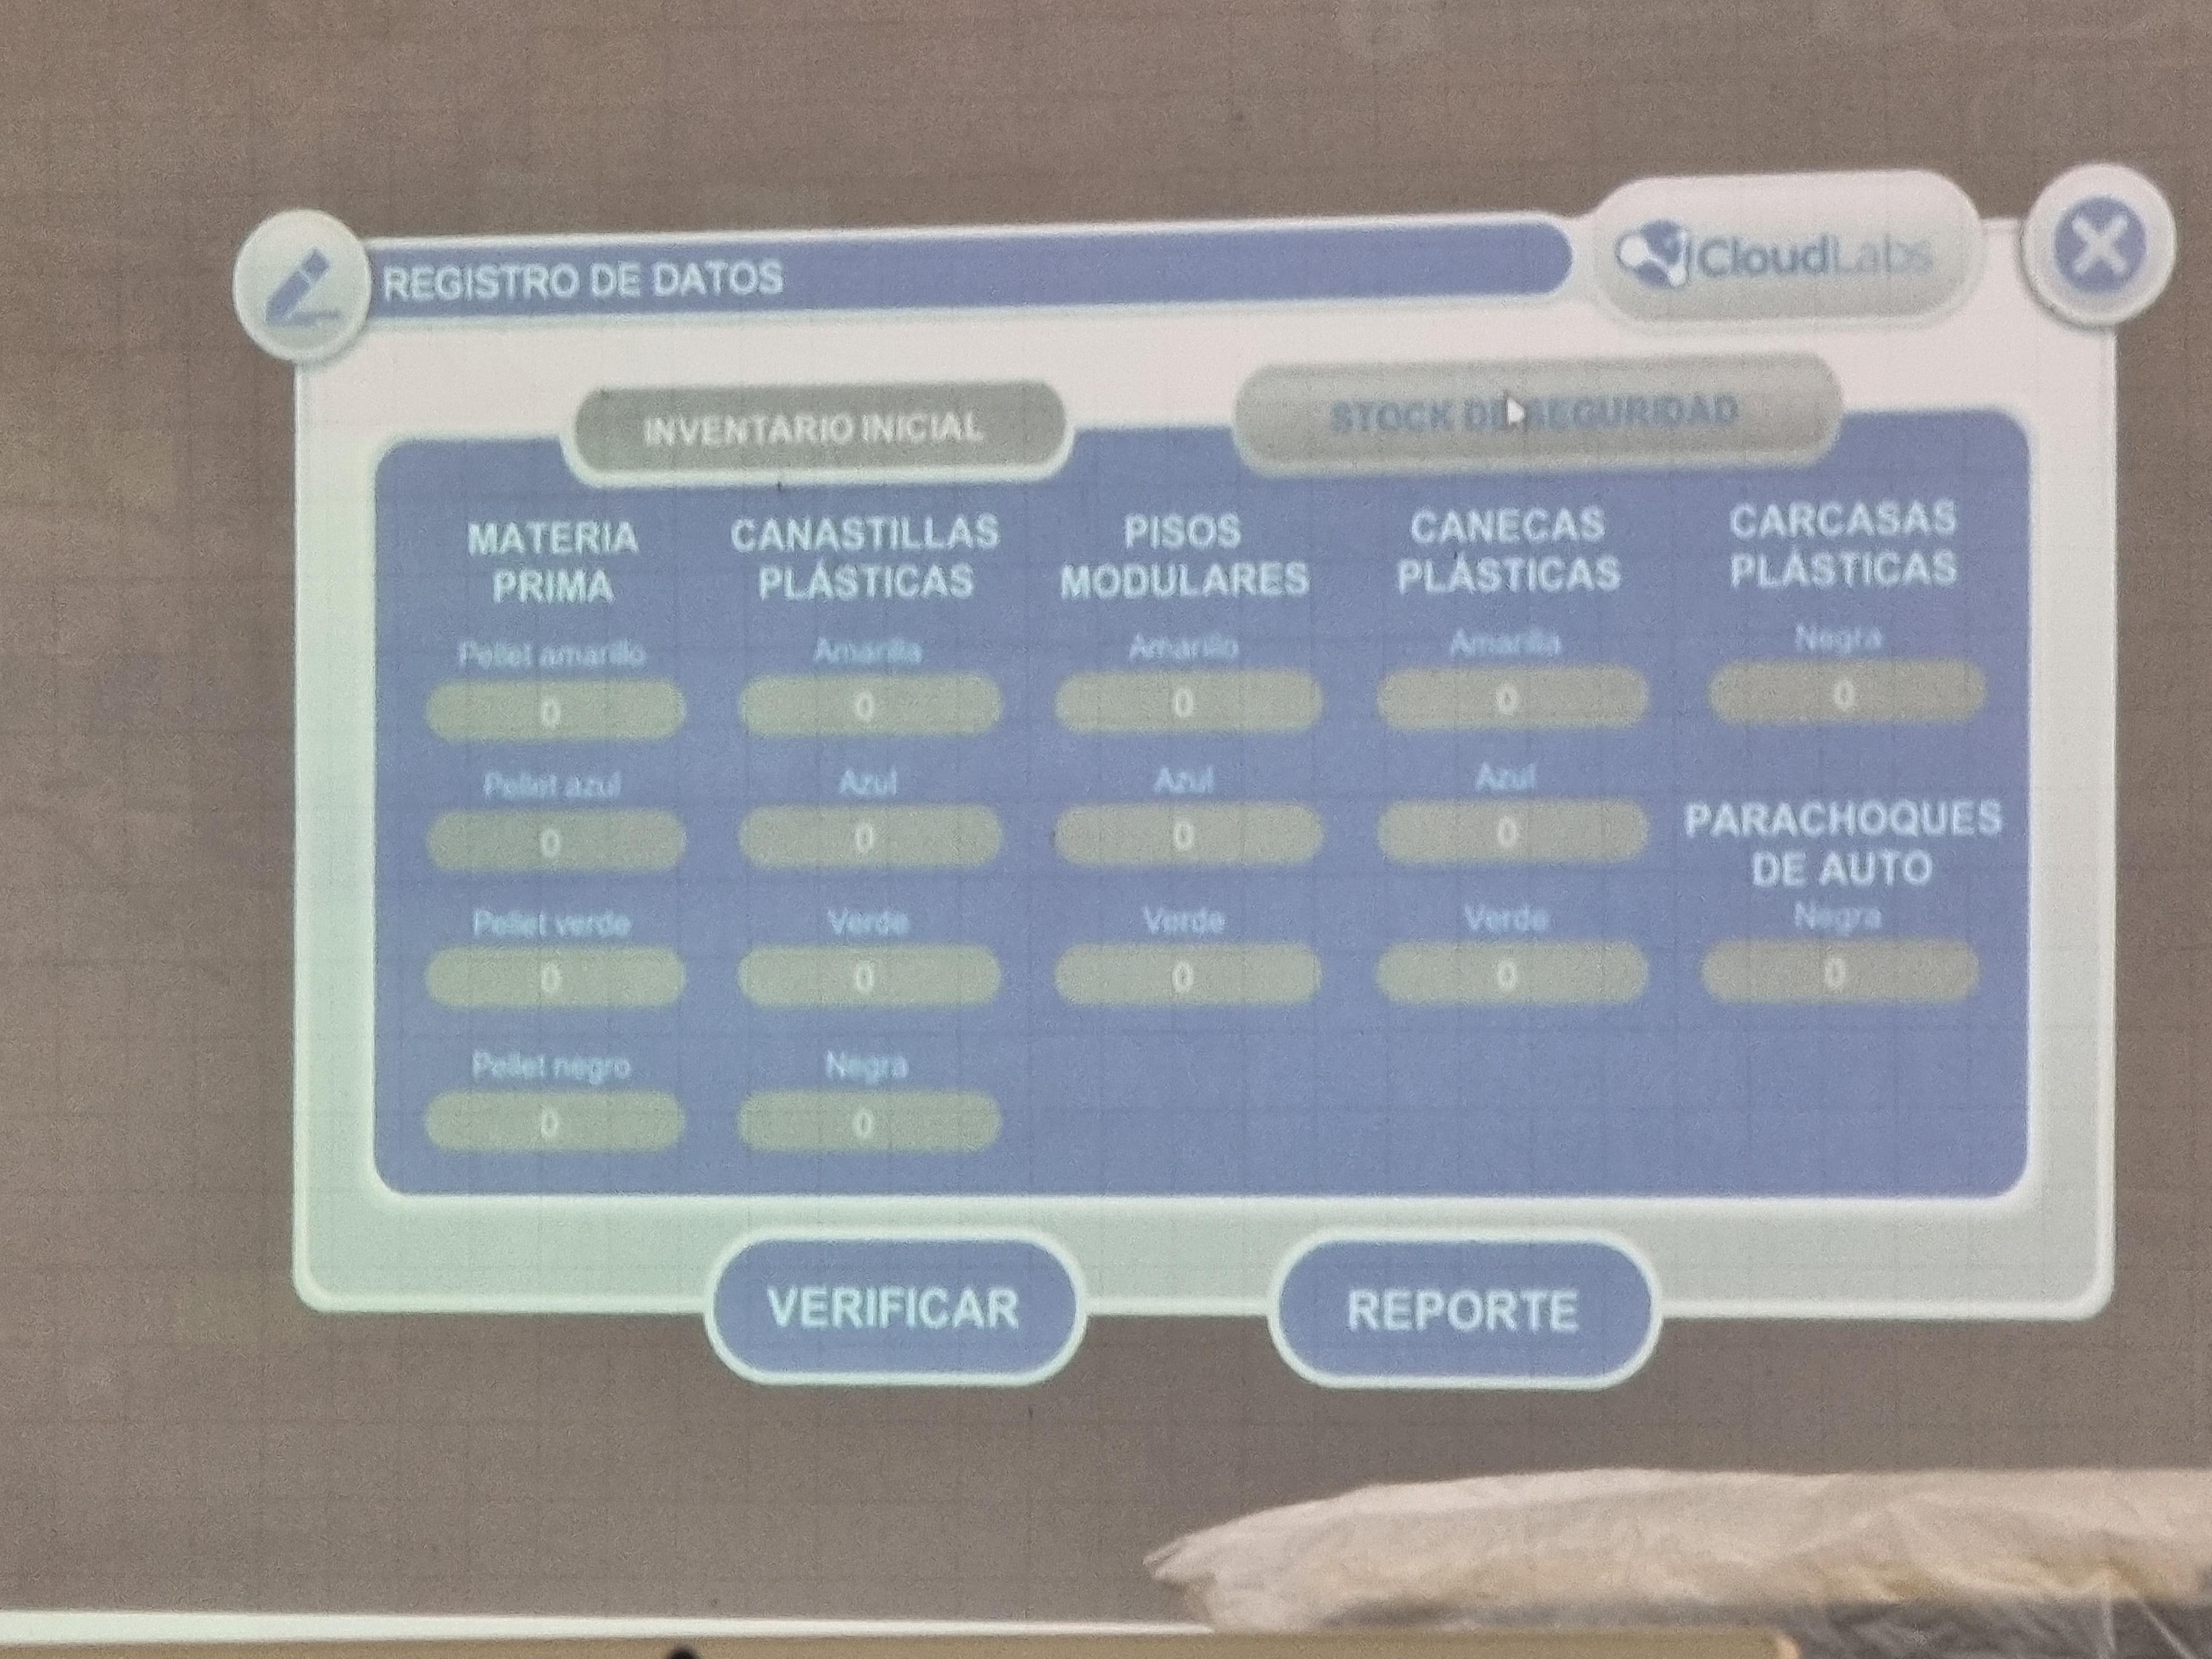 REGISTRO DE DATOS
CloudLabs
INVENTARIO INICIAL
STOCK DE SEGURIDAD
MATERIA
PRIMA
Pellet amarillo
0
Pellet azul
0
Pellet verde
0
Pellet negro
0
CANASTILLAS
PLÁSTICAS
Amarilla
0
Azul
0
Verde
0
Negra
0
PISOS
MODULARES
Amarillo
0
Azul
0
Verde
0
CANECAS
PLÁSTICAS
Amarilla
0
Azul
0
Verde
0
CARCASAS
PLÁSTICAS
Negra
0
PARACHOQUES
DE AUTO
Negra
0
VERIFICAR
REPORTE